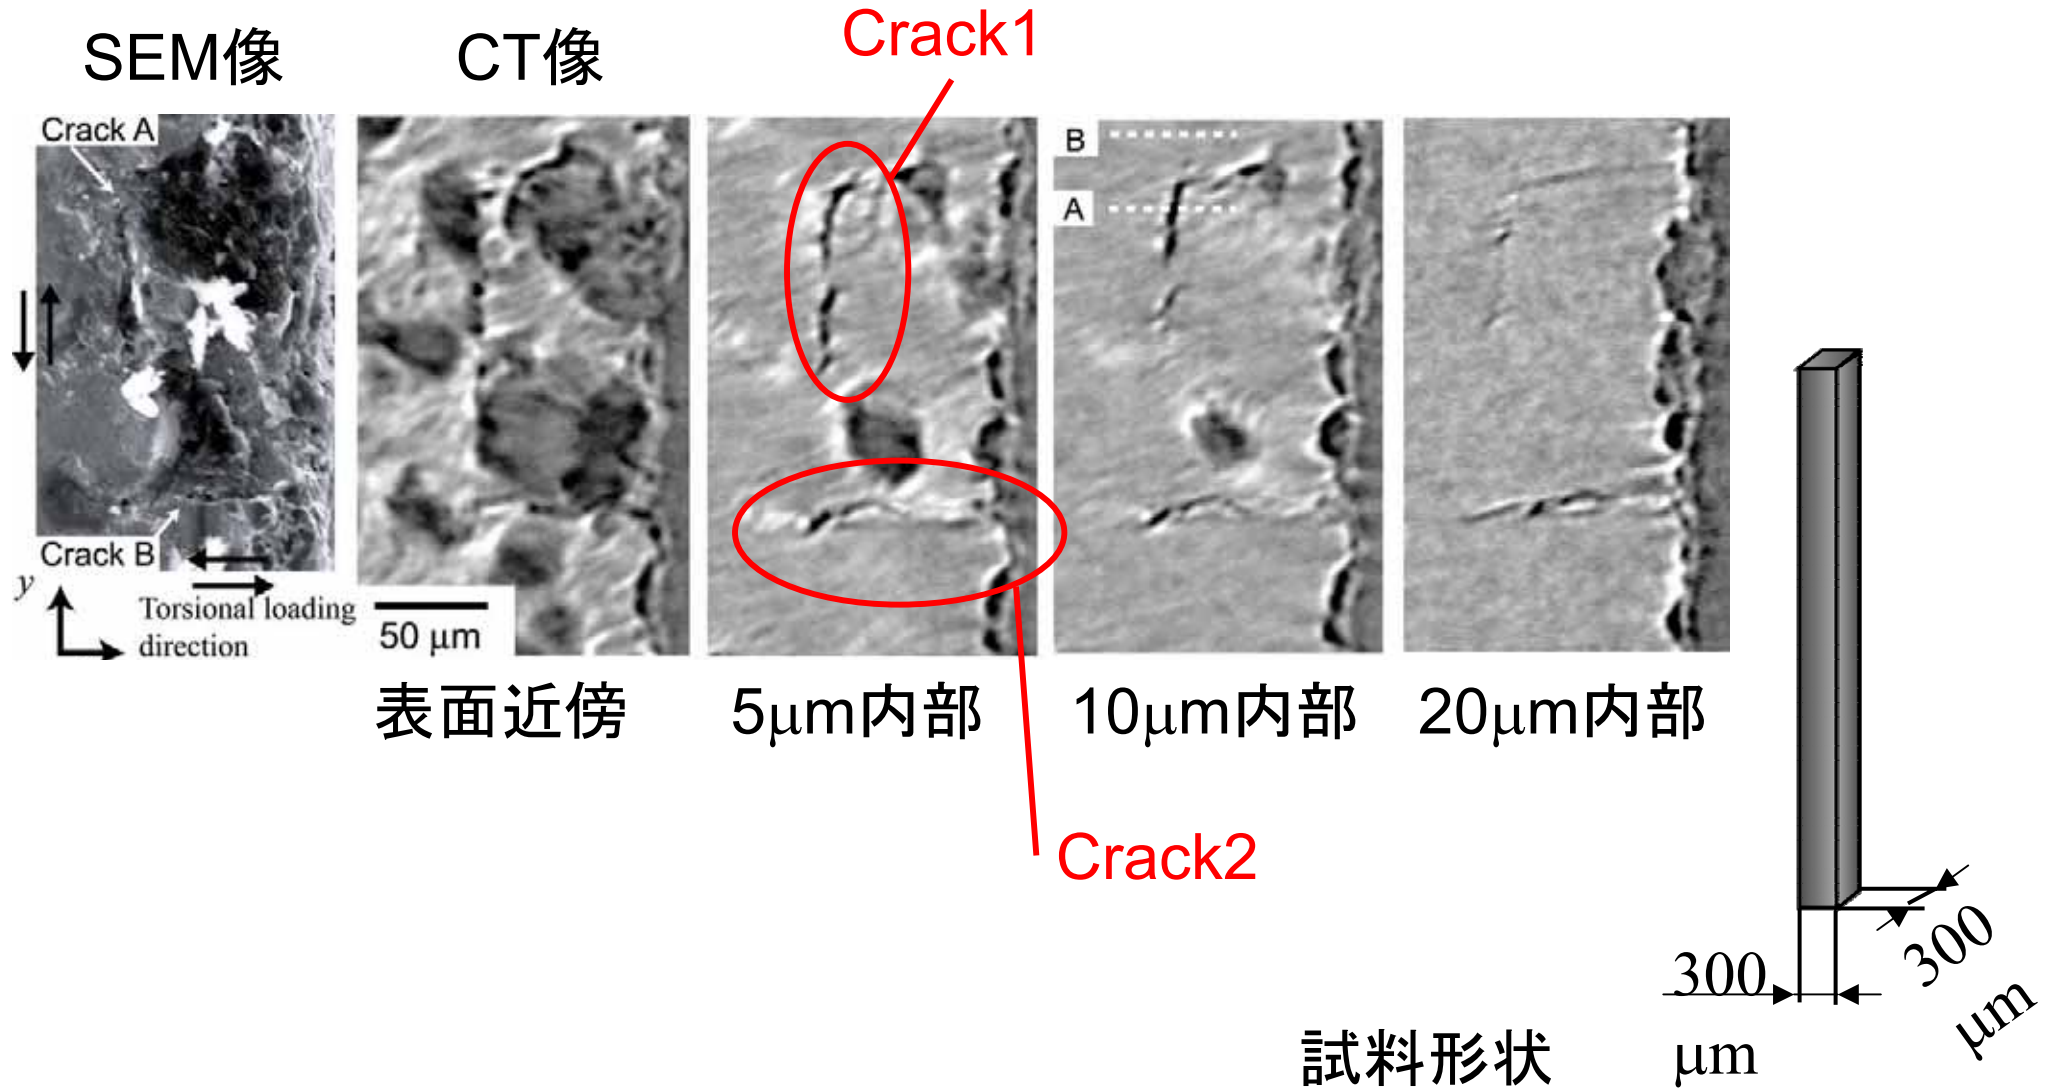 SEM像
CT像
Crack1
Crack A
B
A
Crack B
y
Torsional loading
direction
50 μm
表面近傍
5μm内部
10μm内部
20μm内部
Crack2
300
μm
300
μm
試料形状